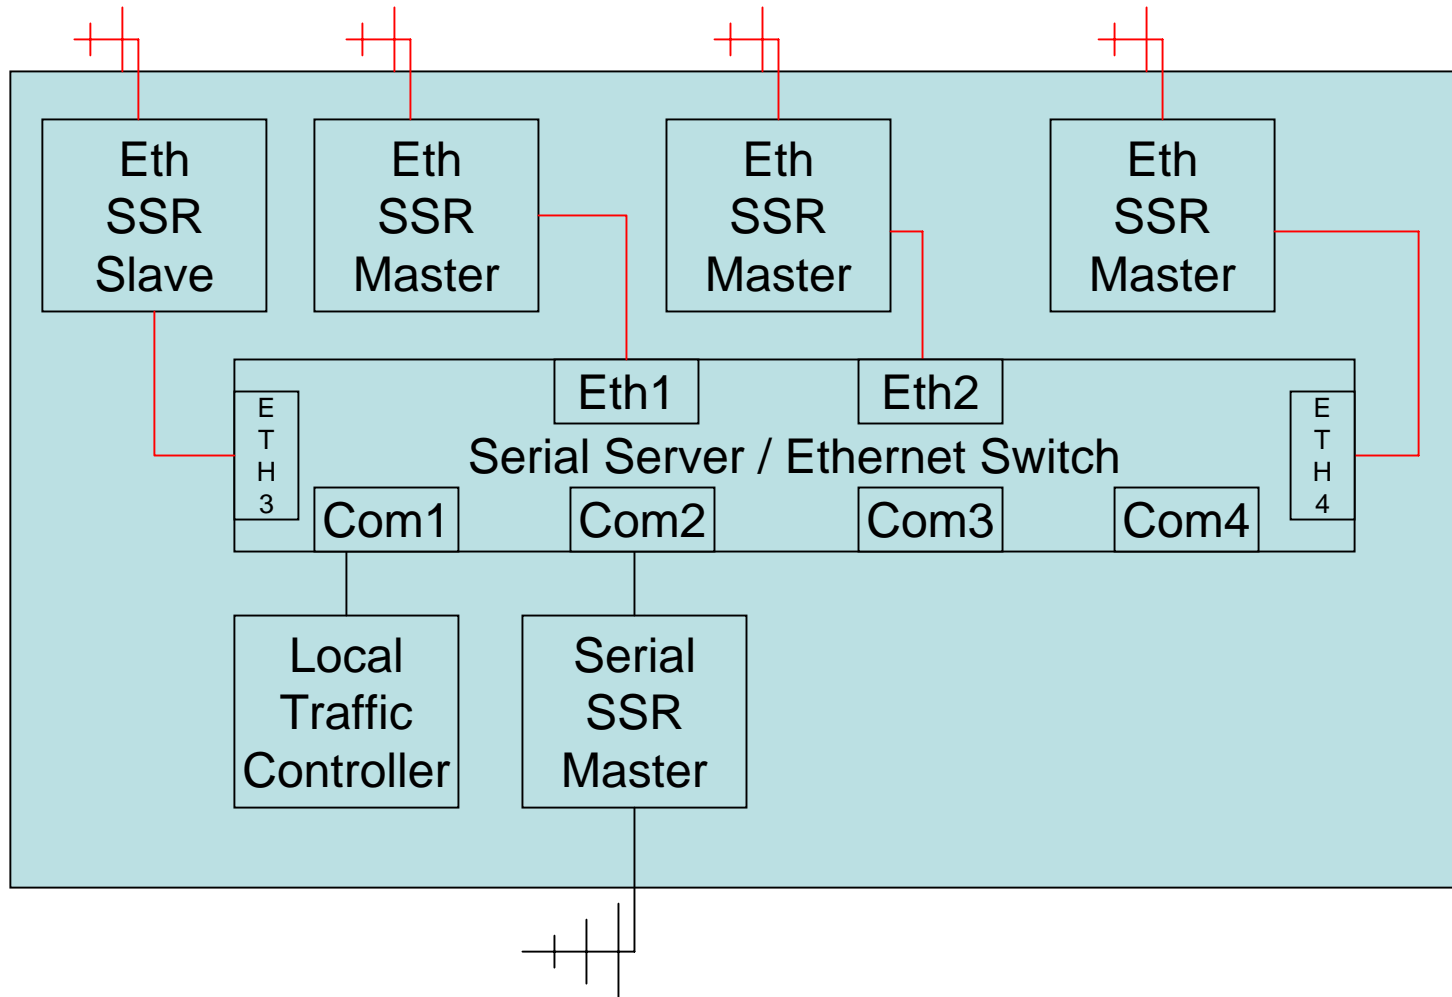 Eth
SSR
Slave
Eth
SSR
Master
Eth
SSR
Master
Eth
SSR
Master
Eth1
Eth2
E
T
H
3
Serial Server / Ethernet Switch
E
T
H
4
Com1
Com2
Com3
Com4
Local
Traffic
Controller
Serial
SSR
Master